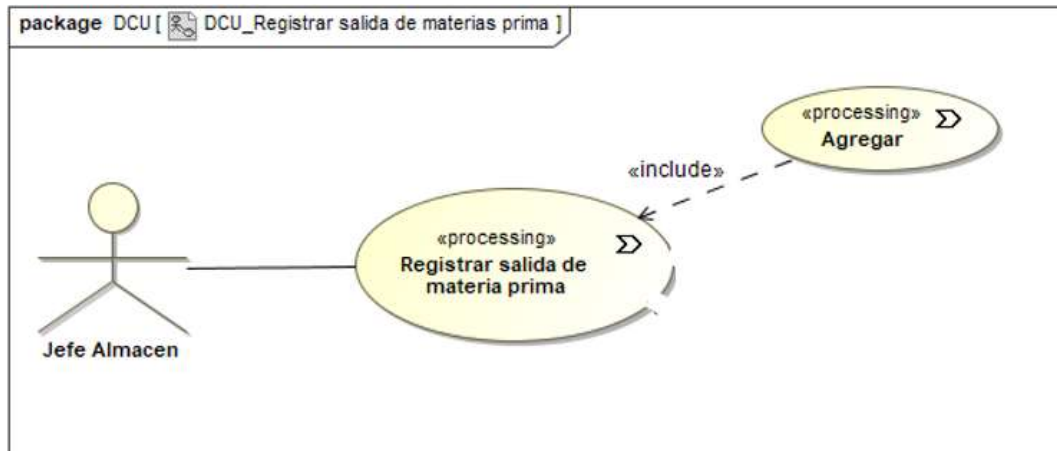 package DCU [ DCU_Registrar salida de materias prima ]
«processing»
Agregar
«include»
«processing»
Registrar salida de
materia prima
Jefe Almacen